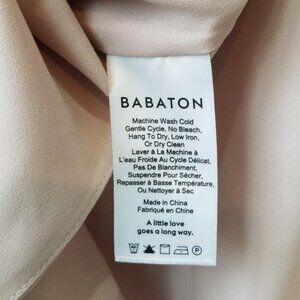 BABATON
Machine Wash Cold
Gentle Cycle, No Bleach,
Hang To Dry, Low Iron,
Or Dry Clean
Laver à La Machine à
L'eau Froide Au Cycle Délicat,
Pas De Blanchiment,
Suspendre Pour Sécher,
Repasser à Basse Température,
Ou Nettoyer à Sec
Made in China
Fabriqué en Chine
A little love
goes a long way.
P